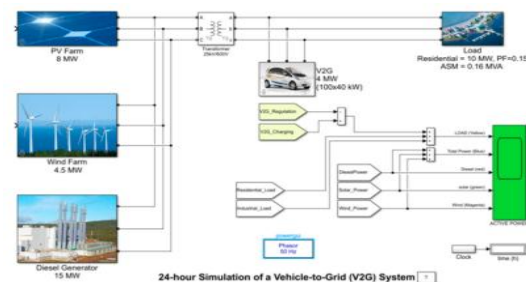 PV Farm
8 MW
A
B
C
A
B
C
Transformer
25kV/600V
Load
Residential = 10 MW, PF=0.15
ASM = 0.16 MVA
V2G
4 MW
(100x40 kW)
Wind Farm
4.5 MW
V2G_Regulation
V2G_Charging
LOAD (Yellow)
Total Power (Blue)
Diesel (red)
solar (green)
Wind (Magenta)
DieselPower
Solar_Power
Wind_Power
Residential_Load
Industrial_Load
ACTIVE POWER
Diesel Generator
15 MW
powergui
Phasor
60 Hz
Clock
time (h)
24-hour Simulation of a Vehicle-to-Grid (V2G) System
?